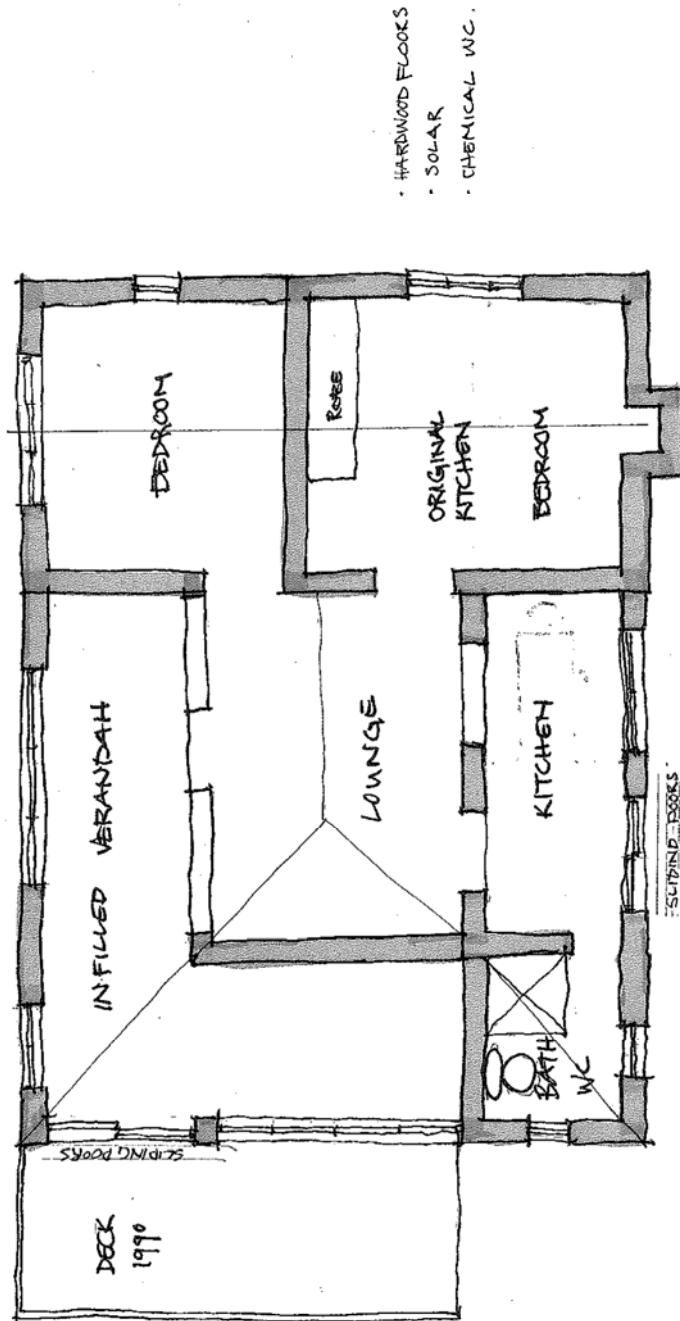 · HARDWOOD FLOORS
· SOLAR
· CHEMICAL WC.
BEDROOM
ROBE
ORIGINAL
KITCHEN
BEDROOM
INFILLED VERANDAH
LOUNGE
KITCHEN
SLIDIND DOORS
BATH
WC
SLIDING DOORS
DECK
1990